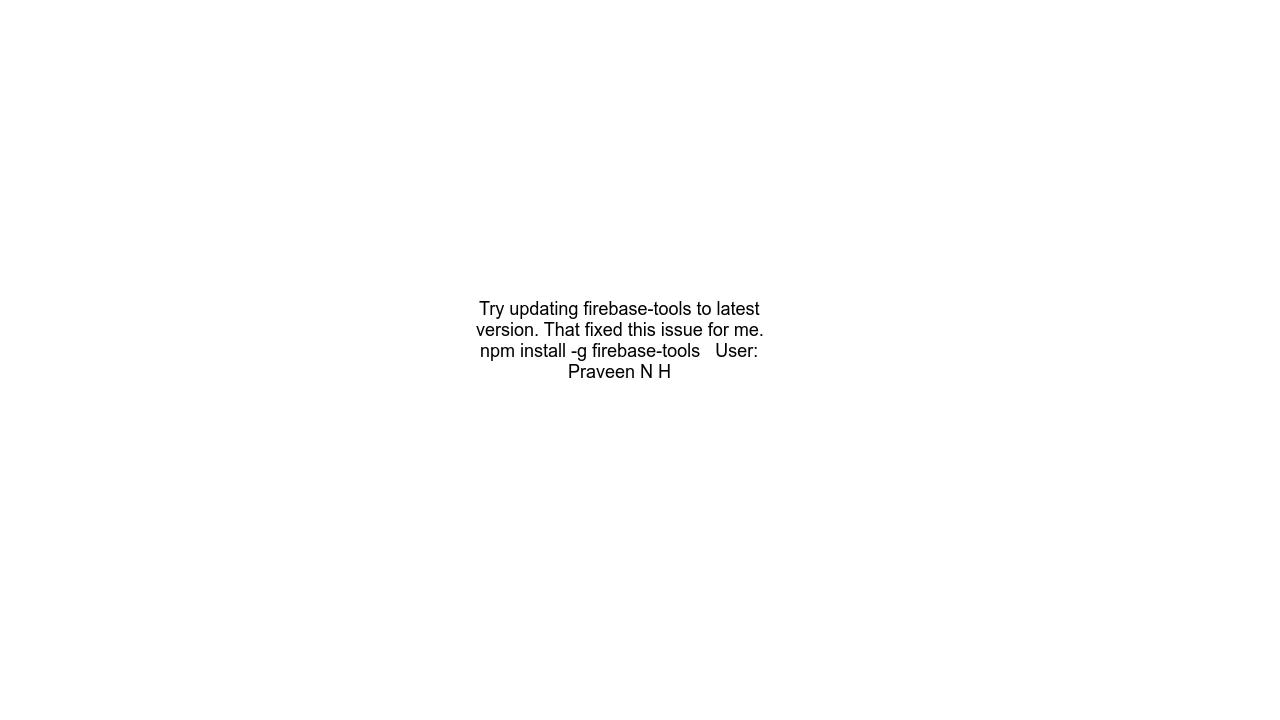 Try updating firebase-tools to latest
version. That fixed this issue for me.
npm install -g firebase-tools   User:
Praveen N H